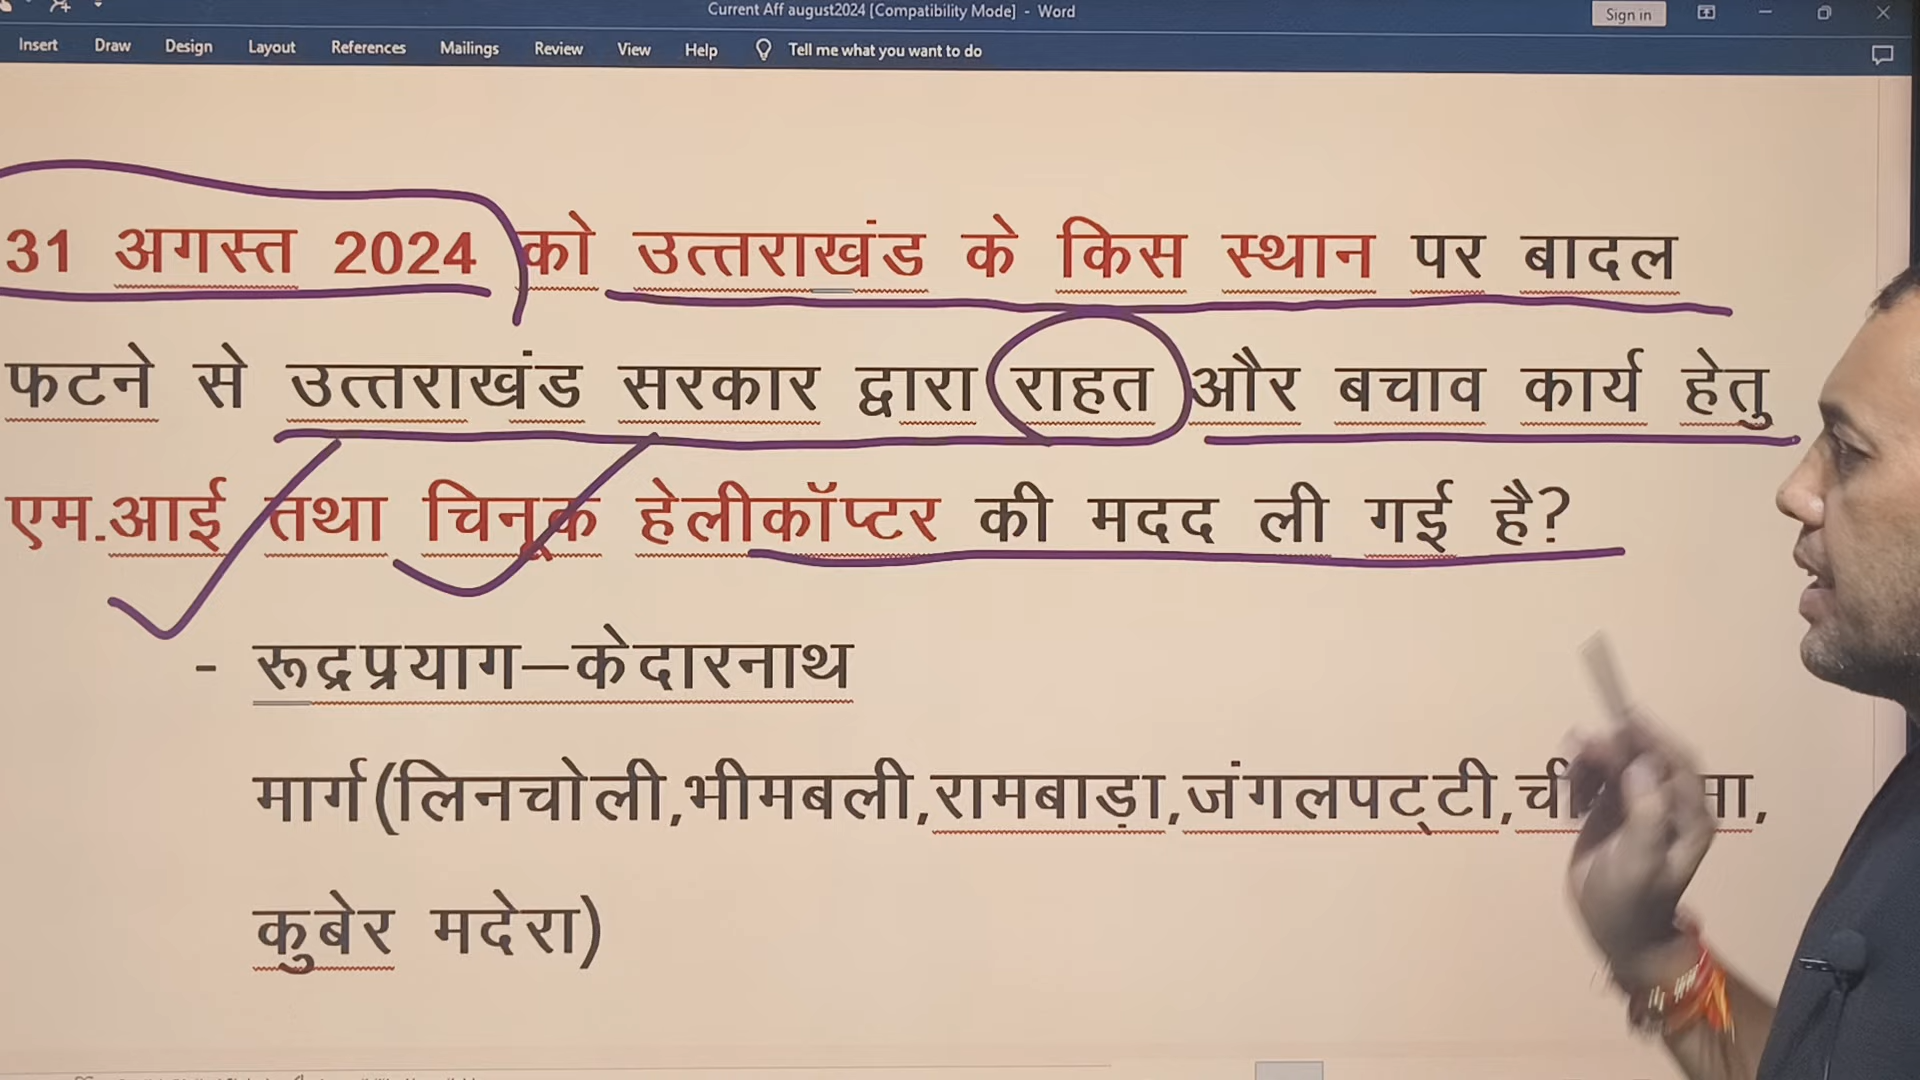 Current Aff august2024 [Compatibility Mode] - Word
Sign in
Insert Draw Design Layout References Mailings Review View Help Tell me what you want to do
31 अगस्त 2024 को उत्तराखंड के किस स्थान पर बादल
फटने से उत्तराखंड सरकार द्वारा राहत और बचाव कार्य हेतु
एम.आई तथा चिनूक हेलीकॉप्टर की मदद ली गई है?
- रूद्रप्रयाग–केदारनाथ
मार्ग(लिनचोली,भीमबली,रामबाड़ा,जंगलपट्टी,
कुबेर मदेरा)